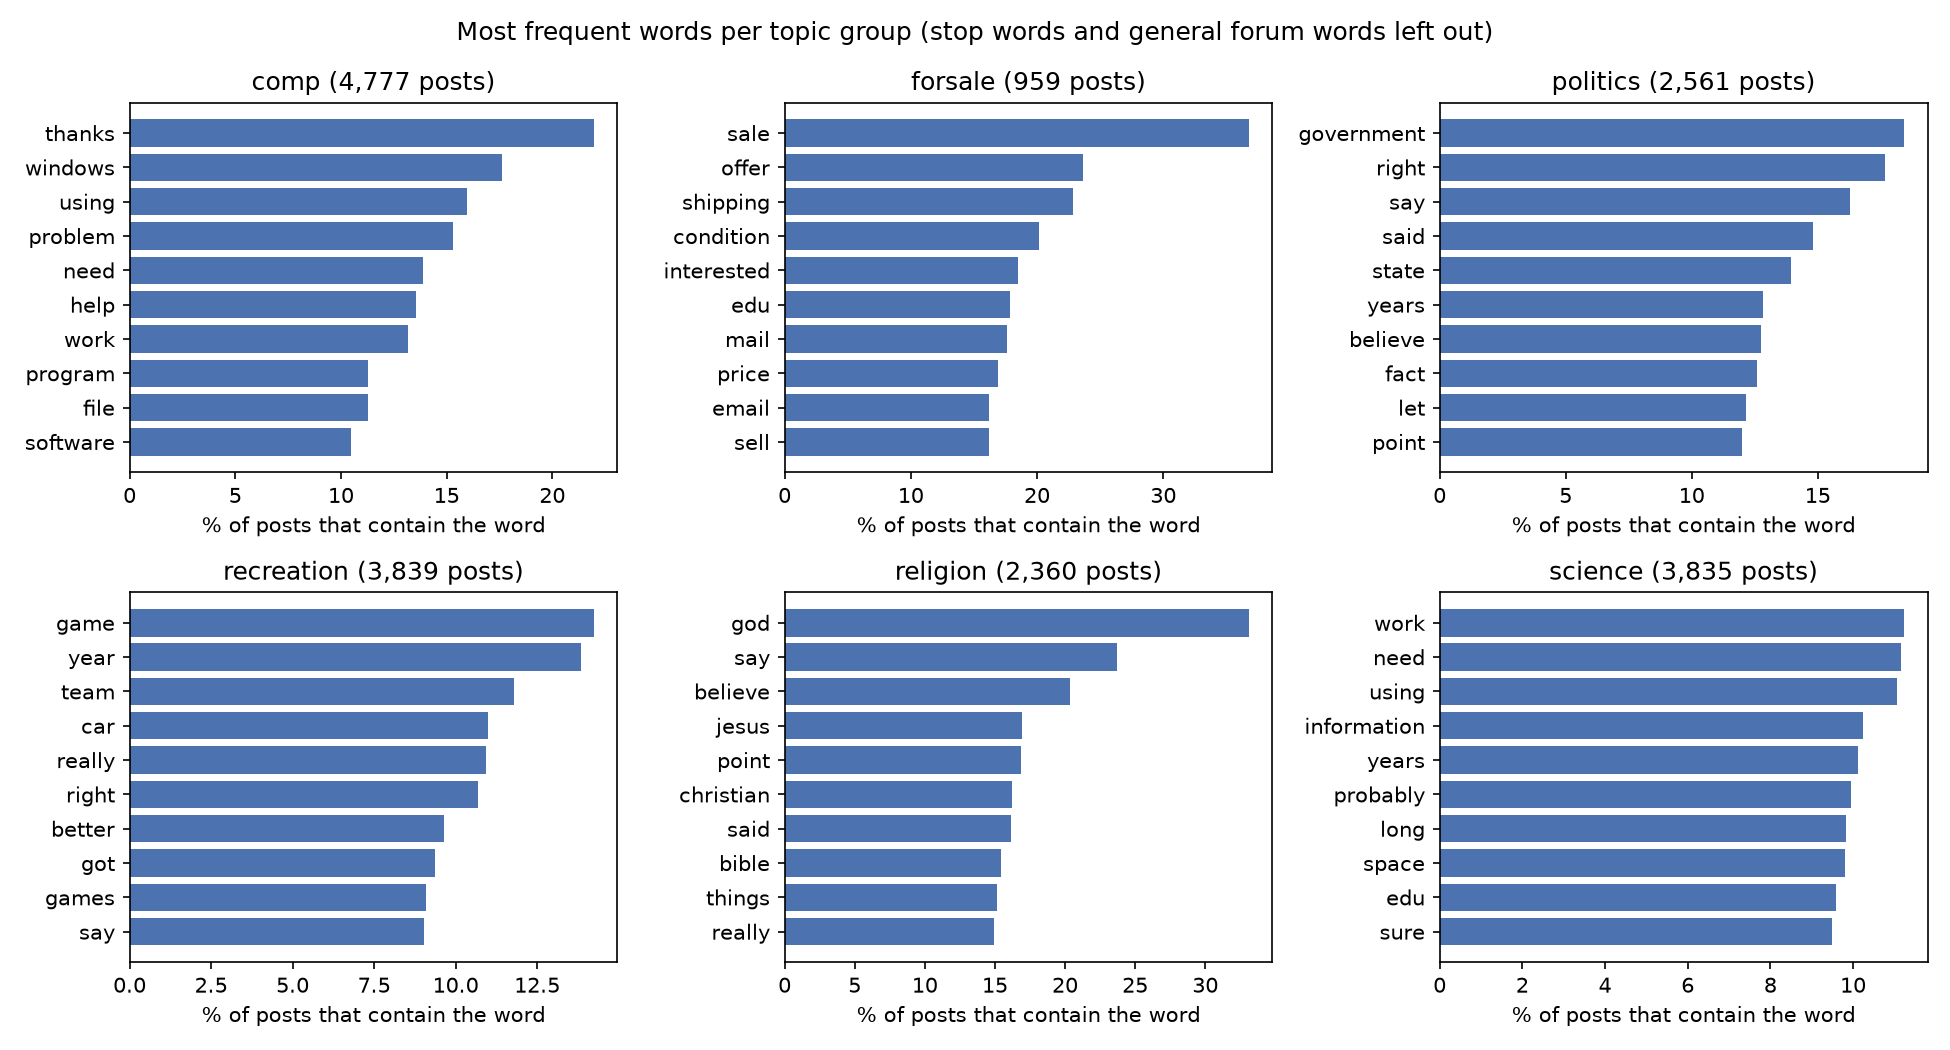 Most frequent words per topic group (stop words and general forum words left out)
comp (4,777 posts)
thanks
windows
using
problem
need
help
work
program
file
software
0 5 10 15 20
% of posts that contain the word
forsale (959 posts)
sale
offer
shipping
condition
interested
edu
mail
price
email
sell
0 10 20 30
% of posts that contain the word
politics (2,561 posts)
government
right
say
said
state
years
believe
fact
let
point
0 5 10 15
% of posts that contain the word
recreation (3,839 posts)
game
year
team
car
really
right
better
got
games
say
0.0 2.5 5.0 7.5 10.0 12.5
% of posts that contain the word
religion (2,360 posts)
god
say
believe
jesus
point
christian
said
bible
things
really
0 5 10 15 20 25 30
% of posts that contain the word
science (3,835 posts)
work
need
using
information
years
probably
long
space
edu
sure
0 2 4 6 8 10
% of posts that contain the word